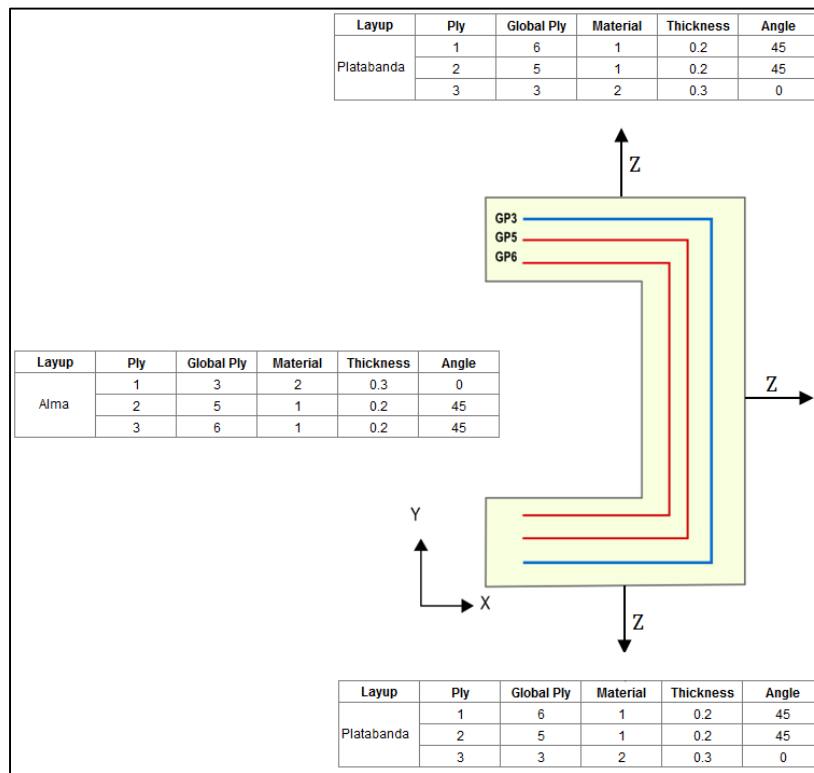 Layup Ply Global Ply Material Thickness Angle
Platabanda
1 6 1 0.2 45
2 5 1 0.2 45
3 3 2 0.3 0
Z
GP3
GP5
GP6
Layup Ply Global Ply Material Thickness Angle
Alma
1 3 2 0.3 0
2 5 1 0.2 45
3 6 1 0.2 45
Z
Y
X
Z
Layup Ply Global Ply Material Thickness Angle
Platabanda
1 6 1 0.2 45
2 5 1 0.2 45
3 3 2 0.3 0